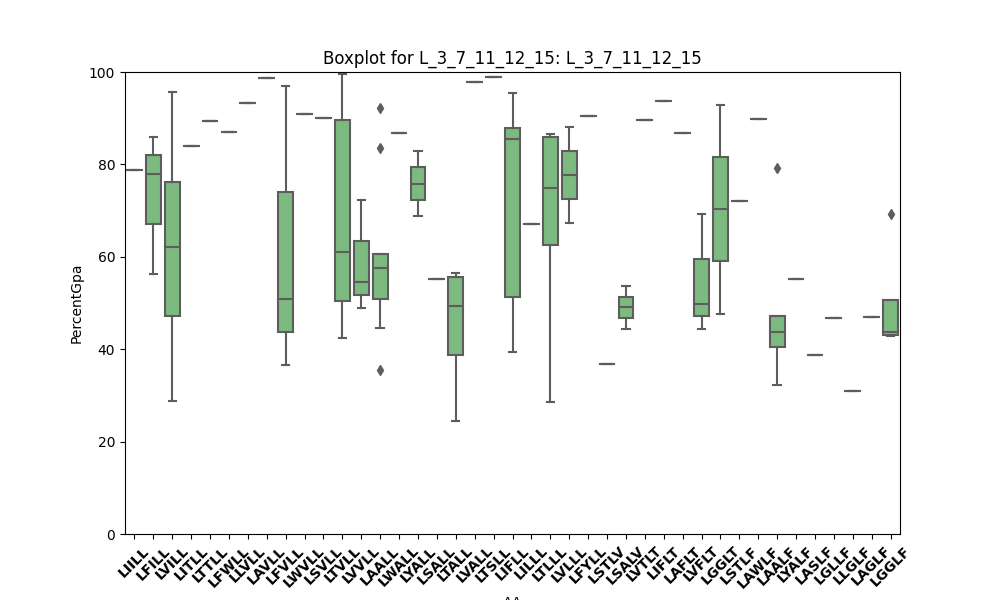 Boxplot for L_3_7_11_12_15: L_3_7_11_12_15
PercentGpa
100
80
60
40
20
0
LIILL
LFILL
LVILL
LITLL
LTTLL
LFWLL
LLVLL
LAVLL
LFVLL
LWVLL
LSVLL
LTVLL
LVVLL
LAALL
LWALL
LYALL
LSALL
LTALL
LVALL
LTSLL
LIFLL
LILLL
LTLLL
LVLLL
LFYLL
LSTLV
LSALV
LVTLT
LIFLT
LAFLT
LVFLT
LGGLT
LSTLF
LAWLF
LAALF
LYALF
LASLF
LGLLF
LLGLF
LAGLF
LGGLF